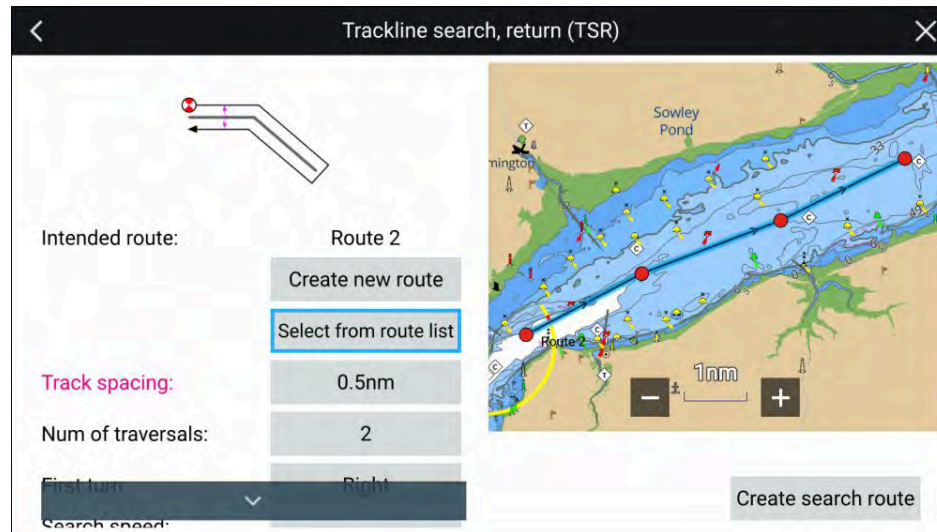 Trackline search, return (TSR)
Intended route:
Route 2
Create new route
Select from route list
Track spacing:
0.5nm
Num of traversals:
2
First turn
Right
Search speed:
Sowley
Pond
mington
T
C
C
C
33
Route 2
C
C
T
1nm
Create search route